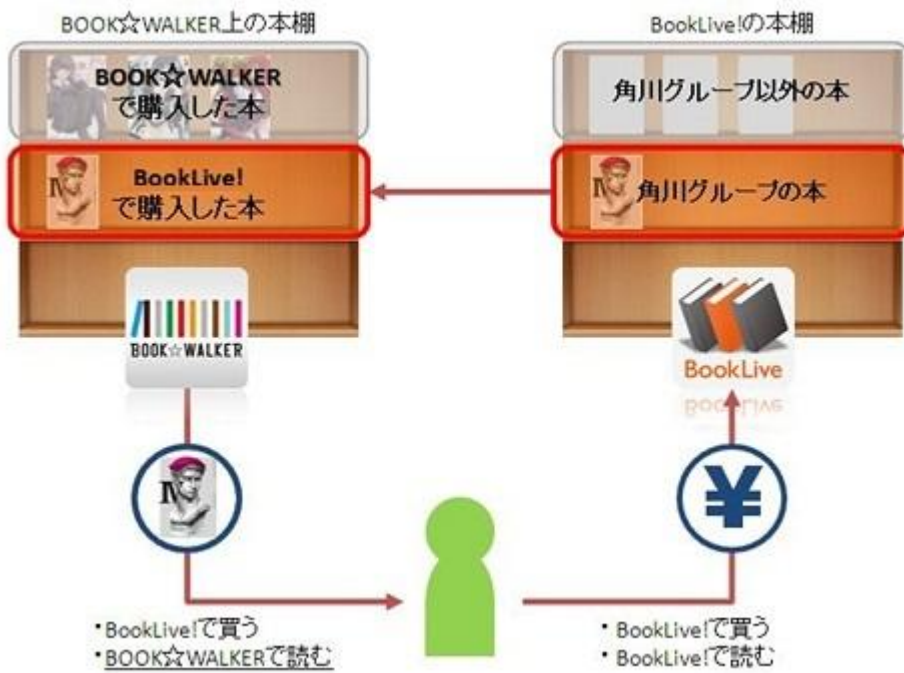 BOOK☆WALKER上の本棚
BookLive!の本棚
BOOK☆WALKER
で購入した本
角川グループ以外の本
BookLive!
で購入した本
角川グループの本
BOOK☆WALKER
BookLive
¥
・BookLive!で買う
・BOOK☆WALKERで読む
・BookLive!で買う
・BookLive!で読む